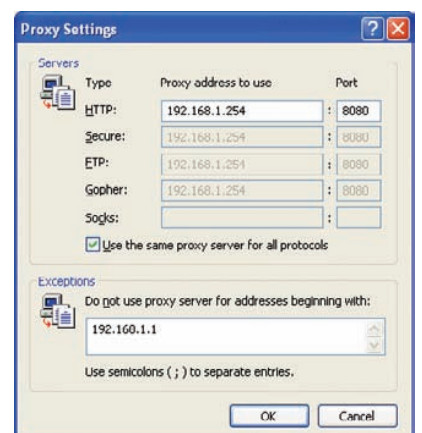 Proxy Settings
Servers
Type Proxy address to use Port
HTTP: 192.168.1.254 : 8080
Secure: 192.168.1.254 : 8080
FTP: 192.168.1.254 : 8080
Gopher: 192.168.1.254 : 8080
Socks: :
Use the same proxy server for all protocols
Exceptions
Do not use proxy server for addresses beginning with:
192.160.1.1
Use semicolons ( ; ) to separate entries.
OK Cancel